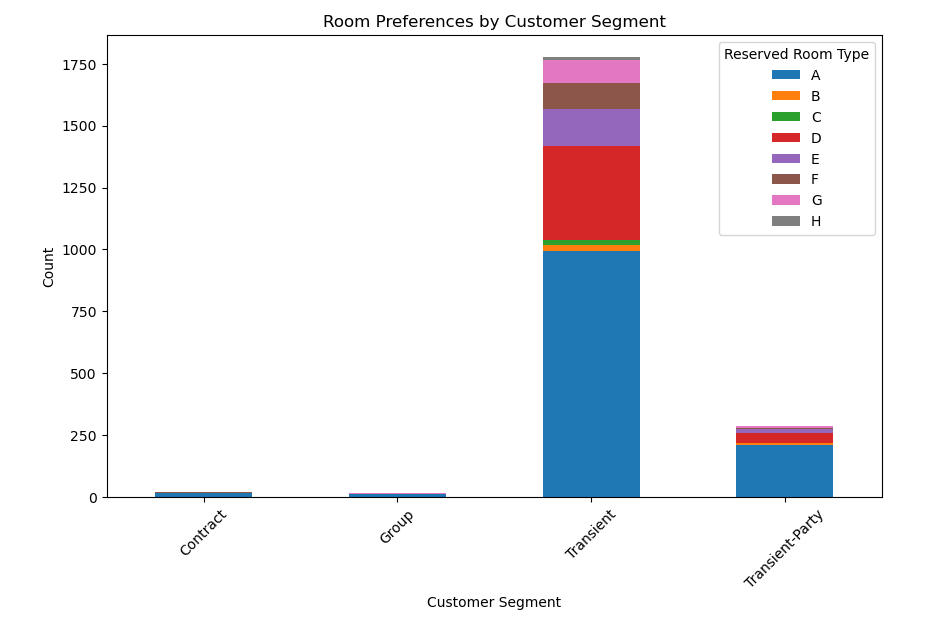 Room Preferences by Customer Segment
Reserved Room Type
A
B
C
D
E
F
G
H
Count
1750
1500
1250
1000
750
500
250
0
Contract
Group
Transient
Transient-Party
Customer Segment